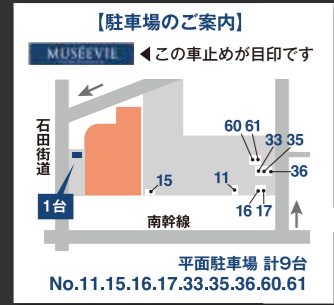 【駐車場のご案内】
MUSÉEVIE ◀この車止めが目印です
石田街道
60 61
33 35
36
1台
15
11
16 17
南幹線
平面駐車場 計9台
No.11.15.16.17.33.35.36.60.61